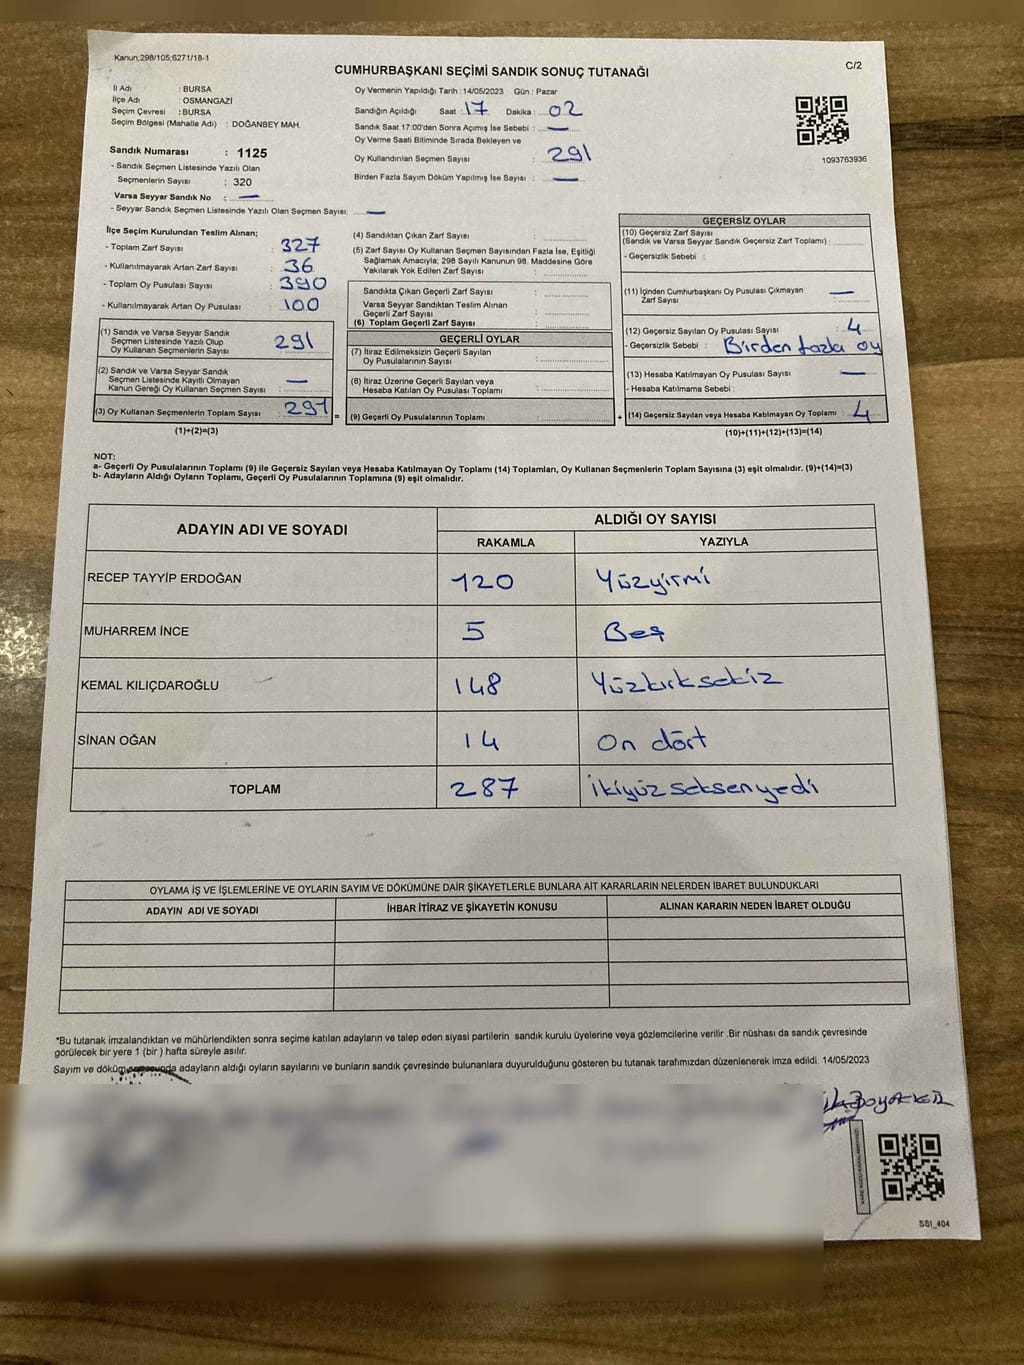 Kanun:298/105;6271/18-1
CUMHURBAŞKANI SEÇİMİ SANDIK SONUÇ TUTANAĞI
C/2
İl Adı : BURSA
İlçe Adı : OSMANGAZİ
Seçim Çevresi : BURSA
Seçim Bölgesi (Mahalle Adı) : DOĞANBEY MAH.
Sandık Numarası : 1125
- Sandık Seçmen Listesinde Yazılı Olan
Seçmenlerin Sayısı : 320
Varsa Seyyar Sandık No : —
- Seyyar Sandık Seçmen Listesinde Yazılı Olan Seçmen Sayısı: —
Oy Vermenin Yapıldığı Tarih : 14/05/2023 Gün : Pazar
Sandığın Açıldığı Saat : 17 Dakika : 02
Sandık Saat 17:00'den Sonra Açımış İse Sebebi : —
Oy Verme Saati Bitiminde Sırada Bekleyen ve
Oy Kullandırılan Seçmen Sayısı : 291
Birden Fazla Sayım Döküm Yapılmış İse Sayısı : —
1093763936
İlçe Seçim Kurulundan Teslim Alınan;
- Toplam Zarf Sayısı : 327
- Kullanılmayarak Artan Zarf Sayısı : 36
- Toplam Oy Pusulası Sayısı : 390
- Kullanılmayarak Artan Oy Pusulası : 100
(1) Sandık ve Varsa Seyyar Sandık
Seçmen Listesinde Yazılı Olup
Oy Kullanan Seçmenlerin Sayısı : 291
(2) Sandık ve Varsa Seyyar Sandık
Seçmen Listesinde Kayıtlı Olmayan
Kanun Gereği Oy Kullanan Seçmen Sayısı : —
(3) Oy Kullanan Seçmenlerin Toplam Sayısı : 291 =
(1)+(2)=(3)
(4) Sandıktan Çıkan Zarf Sayısı :
(5) Zarf Sayısı Oy Kullanan Seçmen Sayısından Fazla İse, Eşitliği
Sağlamak Amacıyla; 298 Sayılı Kanunun 98. Maddesine Göre
Yakılarak Yok Edilen Zarf Sayısı :
Sandıkta Çıkan Geçerli Zarf Sayısı :
Varsa Seyyar Sandıktan Teslim Alınan
Geçerli Zarf Sayısı :
(6) Toplam Geçerli Zarf Sayısı :
GEÇERLİ OYLAR
(7) İtiraz Edilmeksizin Geçerli Sayılan
Oy Pusulalarının Sayısı :
(8) İtiraz Üzerine Geçerli Sayılan veya
Hesaba Katılan Oy Pusulası Toplamı :
(9) Geçerli Oy Pusulalarının Toplamı : +
GEÇERSİZ OYLAR
(10) Geçersiz Zarf Sayısı
(Sandık ve Varsa Seyyar Sandık Geçersiz Zarf Toplamı) :
- Geçersizlik Sebebi :
(11) İçinden Cumhurbaşkanı Oy Pusulası Çıkmayan
Zarf Sayısı : —
(12) Geçersiz Sayılan Oy Pusulası Sayısı : 4
- Geçersizlik Sebebi : Birden fazla oy
(13) Hesaba Katılmayan Oy Pusulası Sayısı : —
- Hesaba Katılmama Sebebi :
(14) Geçersiz Sayılan veya Hesaba Katılmayan Oy Toplamı : 4
(10)+(11)+(12)+(13)=(14)
NOT:
a- Geçerli Oy Pusulalarının Toplamı (9) ile Geçersiz Sayılan veya Hesaba Katılmayan Oy Toplamı (14) Toplamları, Oy Kullanan Seçmenlerin Toplam Sayısına (3) eşit olmalıdır. (9)+(14)=(3)
b- Adayların Aldığı Oyların Toplamı, Geçerli Oy Pusulalarının Toplamına (9) eşit olmalıdır.
ADAYIN ADI VE SOYADI ALDIĞI OY SAYISI
RAKAMLA YAZIYLA
RECEP TAYYİP ERDOĞAN 120 Yüzyirmi
MUHARREM İNCE 5 Beş
KEMAL KILIÇDAROĞLU 148 Yüzkırksekiz
SİNAN OĞAN 14 On dört
TOPLAM 287 İkiyüz seksen yedi
OYLAMA İŞ VE İŞLEMLERİNE VE OYLARIN SAYIM VE DÖKÜMÜNE DAİR ŞİKAYETLERLE BUNLARA AİT KARARLARIN NELERDEN İBARET BULUNDUKLARI
ADAYIN ADI VE SOYADI İHBAR İTİRAZ VE ŞİKAYETİN KONUSU ALINAN KARARIN NEDEN İBARET OLDUĞU
*Bu tutanak imzalandıktan ve mühürlendikten sonra seçime katılan adayların ve talep eden siyasi partilerin sandık kurulu üyelerine veya gözlemcilerine verilir .Bir nüshası da sandık çevresinde
görülecek bir yere 1 (bir ) hafta süreyle asılır.
Sayım ve döküm sonucunda adayların aldığı oyların sayılarını ve bunların sandık çevresinde bulunanlara duyurulduğunu gösteren bu tutanak tarafımızdan düzenlenerek imza edildi. 14/05/2023
SSI_404